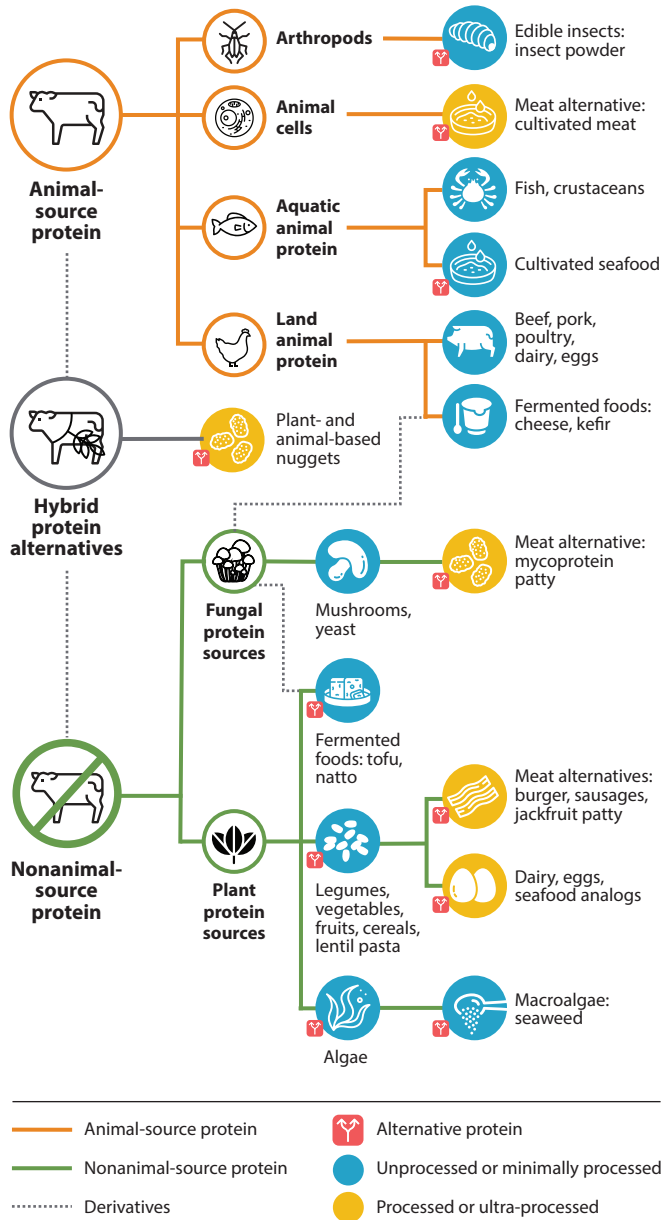 Arthropods
Edible insects:
insect powder
Animal
cells
Meat alternative:
cultivated meat
Animal-
source
protein
Aquatic
animal
protein
Fish, crustaceans
Cultivated seafood
Land
animal
protein
Beef, pork,
poultry,
dairy, eggs
Fermented foods:
cheese, kefir
Hybrid
protein
alternatives
Plant- and
animal-based
nuggets
Fungal
protein
sources
Mushrooms,
yeast
Meat alternative:
mycoprotein
patty
Fermented
foods: tofu,
natto
Nonanimal-
source
protein
Plant
protein
sources
Legumes,
vegetables,
fruits, cereals,
lentil pasta
Meat alternatives:
burger, sausages,
jackfruit patty
Dairy, eggs,
seafood analogs
Algae
Macroalgae:
seaweed
Animal-source protein
Alternative protein
Nonanimal-source protein
Unprocessed or minimally processed
Derivatives
Processed or ultra-processed